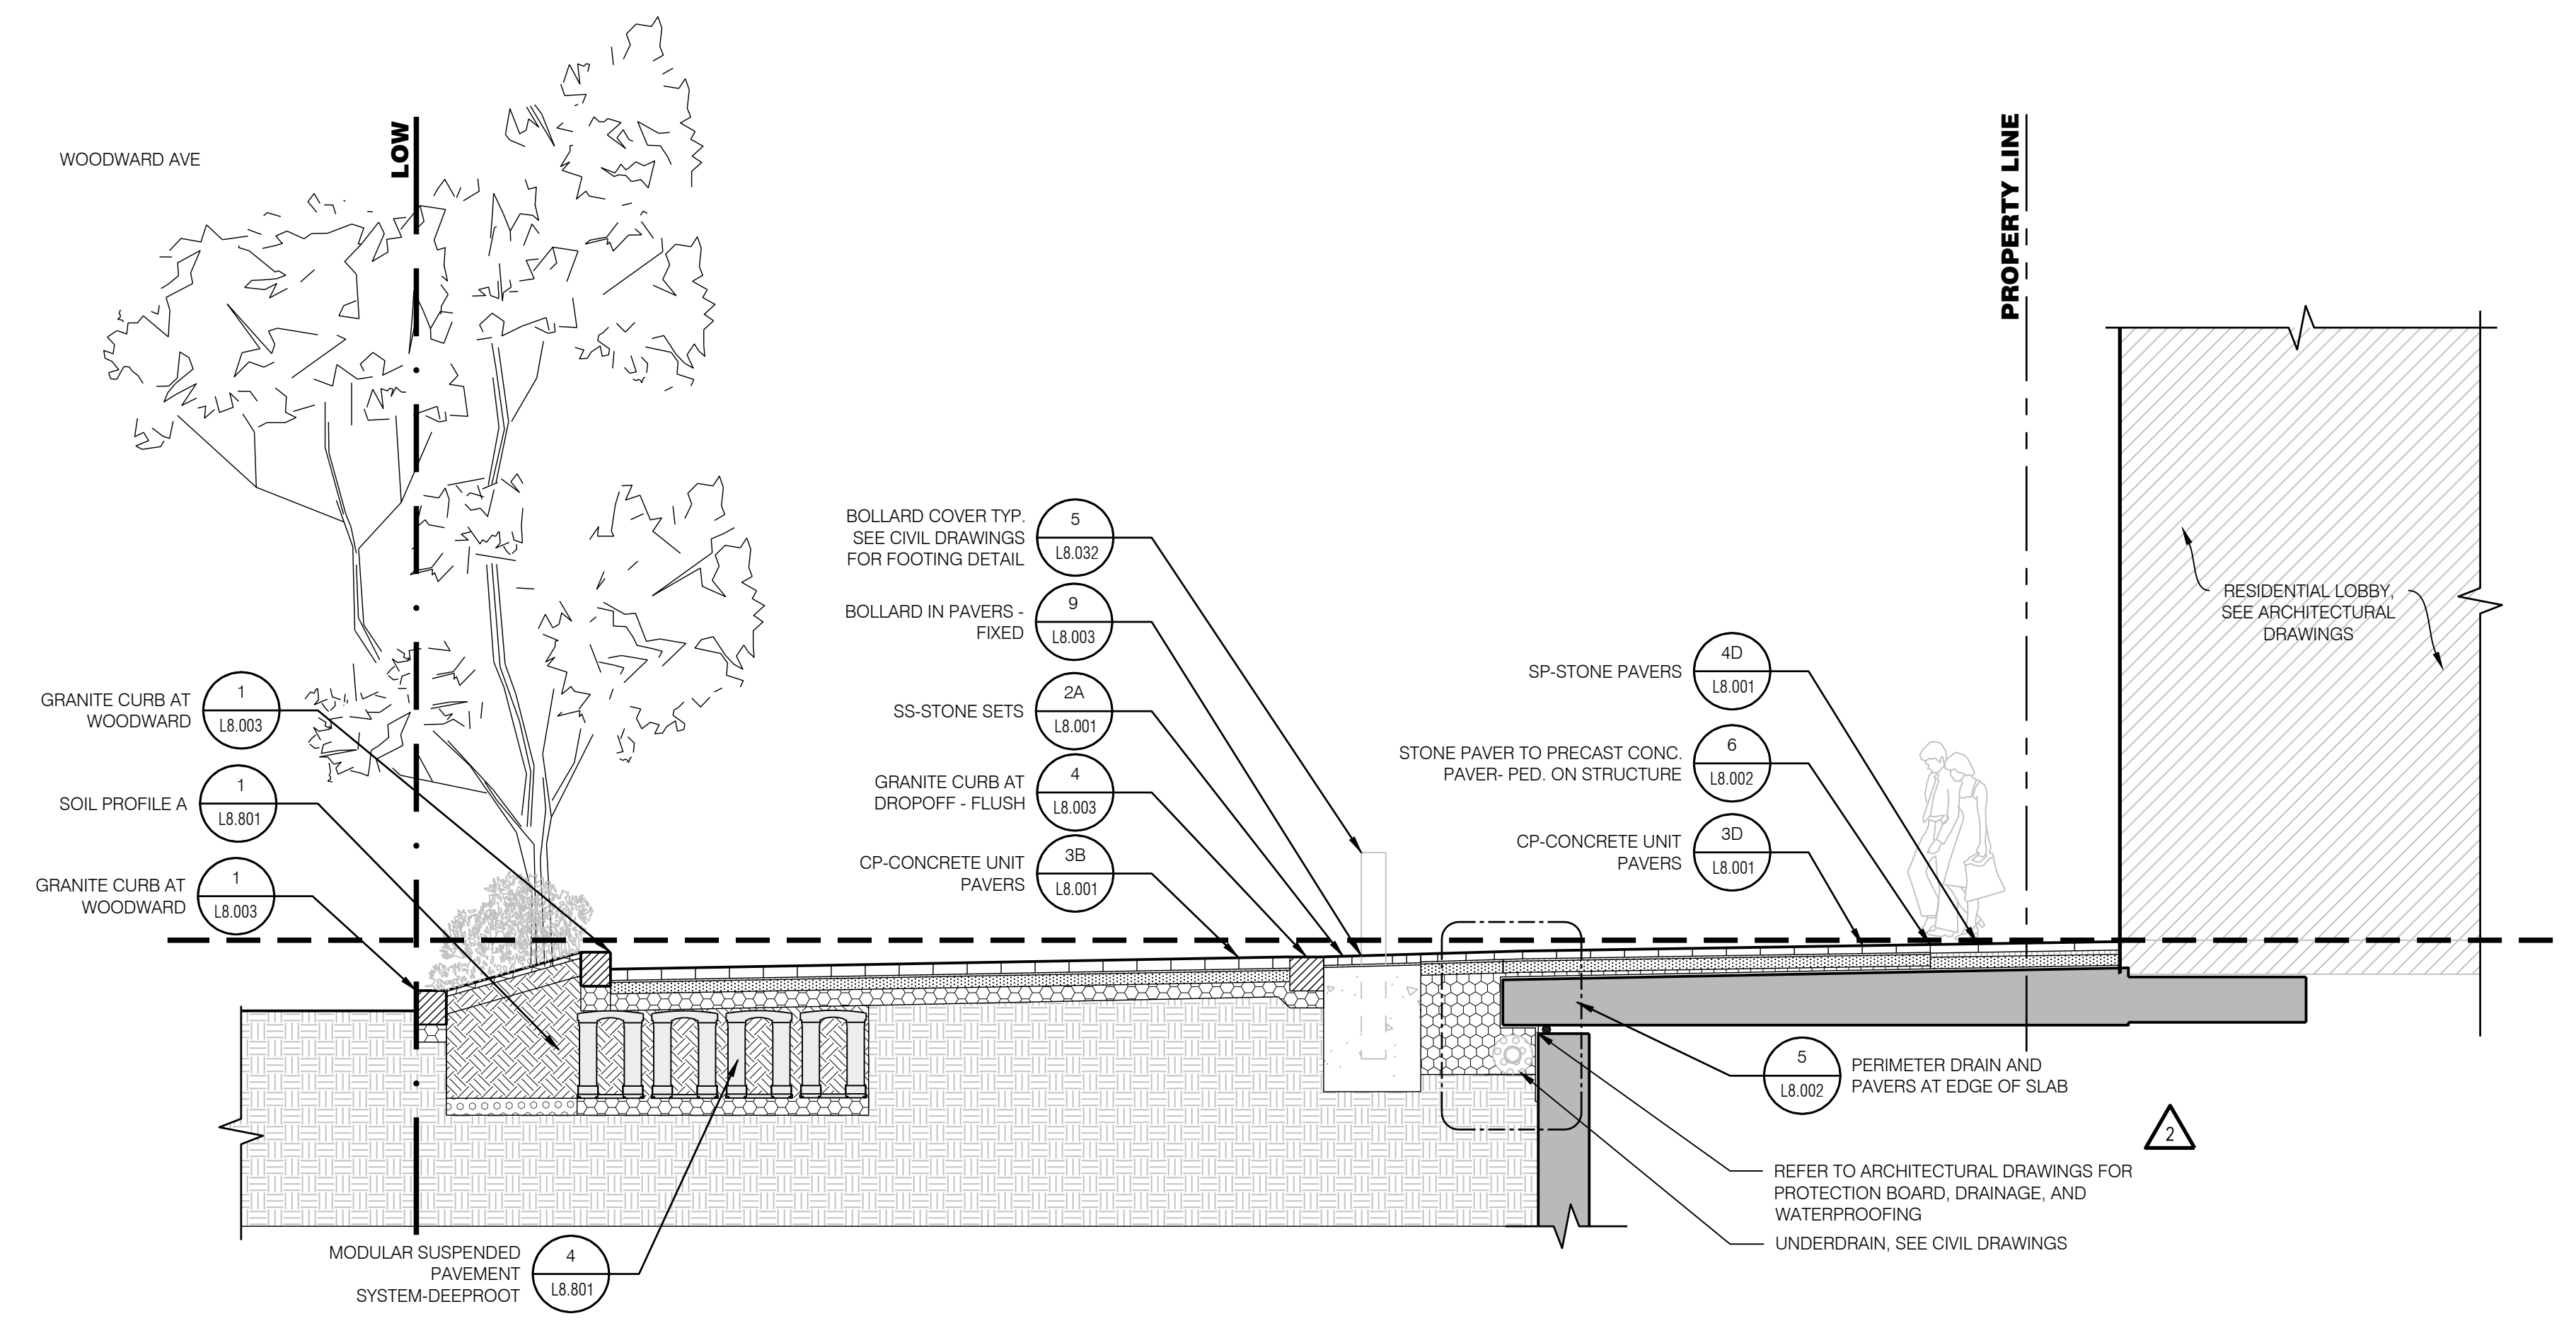 WOODWARD AVE
LOW
PROPERTY LINE
BOLLARD COVER TYP.
SEE CIVIL DRAWINGS
FOR FOOTING DETAIL
5
L8.032
BOLLARD IN PAVERS -
FIXED
9
L8.003
SS-STONE SETS
2A
L8.001
GRANITE CURB AT
DROPOFF - FLUSH
4
L8.003
CP-CONCRETE UNIT
PAVERS
3B
L8.001
GRANITE CURB AT
WOODWARD
1
L8.003
SOIL PROFILE A
1
L8.801
GRANITE CURB AT
WOODWARD
1
L8.003
SP-STONE PAVERS
4D
L8.001
STONE PAVER TO PRECAST CONC.
PAVER- PED. ON STRUCTURE
6
L8.002
CP-CONCRETE UNIT
PAVERS
3D
L8.001
RESIDENTIAL LOBBY,
SEE ARCHITECTURAL
DRAWINGS
5
L8.002
PERIMETER DRAIN AND
PAVERS AT EDGE OF SLAB
2
REFER TO ARCHITECTURAL DRAWINGS FOR
PROTECTION BOARD, DRAINAGE, AND
WATERPROOFING
UNDERDRAIN, SEE CIVIL DRAWINGS
MODULAR SUSPENDED
PAVEMENT
SYSTEM-DEEPROOT
4
L8.801